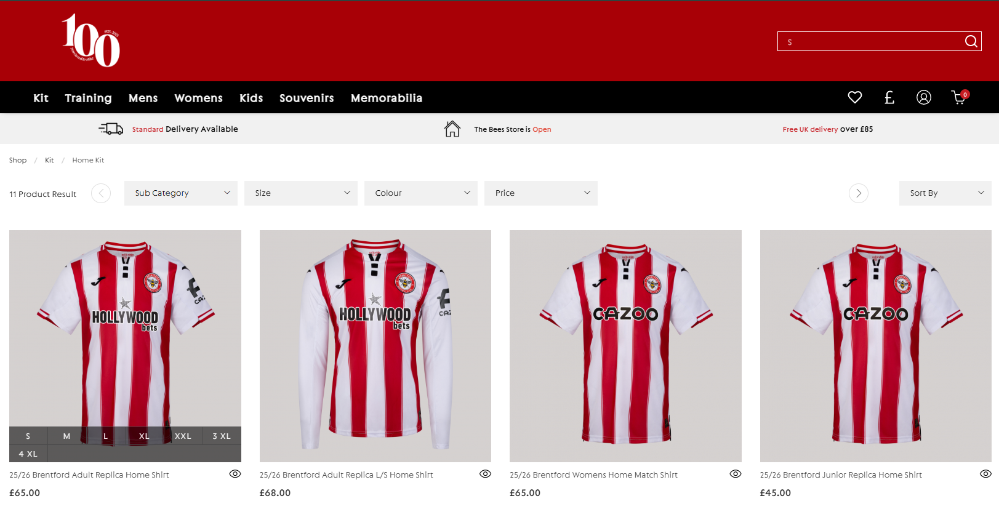 100
1925-2025
S
Kit Training Mens Womens Kids Souvenirs Memorabilia
£ 0
Standard Delivery Available
The Bees Store is Open
Free UK delivery over £85
Shop / Kit / Home Kit
11 Product Result
Sub Category
Size
Colour
Price
Sort By
HOLLYWOOD
bets
CA
S M L XL XXL 3 XL
4 XL
HOLLYWOOD
bets
CAZ
CAZOO
CAZOO
25/26 Brentford Adult Replica Home Shirt
£65.00
25/26 Brentford Adult Replica L/S Home Shirt
£68.00
25/26 Brentford Womens Home Match Shirt
£65.00
25/26 Brentford Junior Replica Home Shirt
£45.00